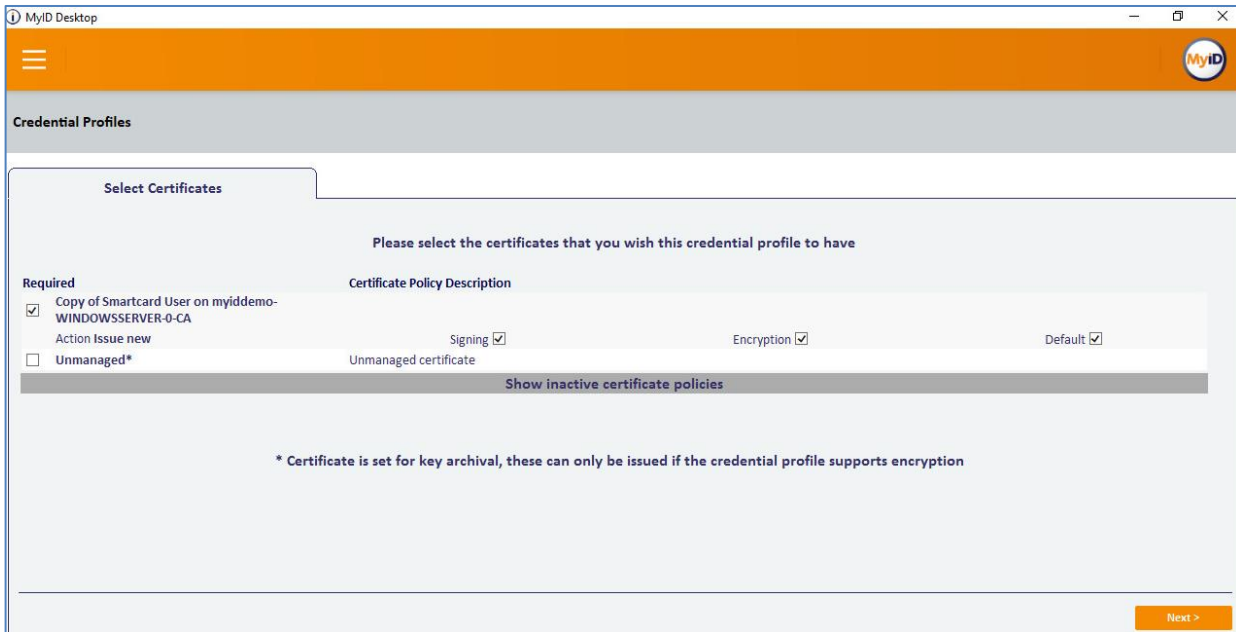 MyID Desktop
MyiD
Credential Profiles
Select Certificates
Please select the certificates that you wish this credential profile to have
Required Certificate Policy Description
Copy of Smartcard User on myiddemo-
WINDOWSSERVER-0-CA
Action Issue new Signing Encryption Default
Unmanaged* Unmanaged certificate
Show inactive certificate policies
* Certificate is set for key archival, these can only be issued if the credential profile supports encryption
Next >